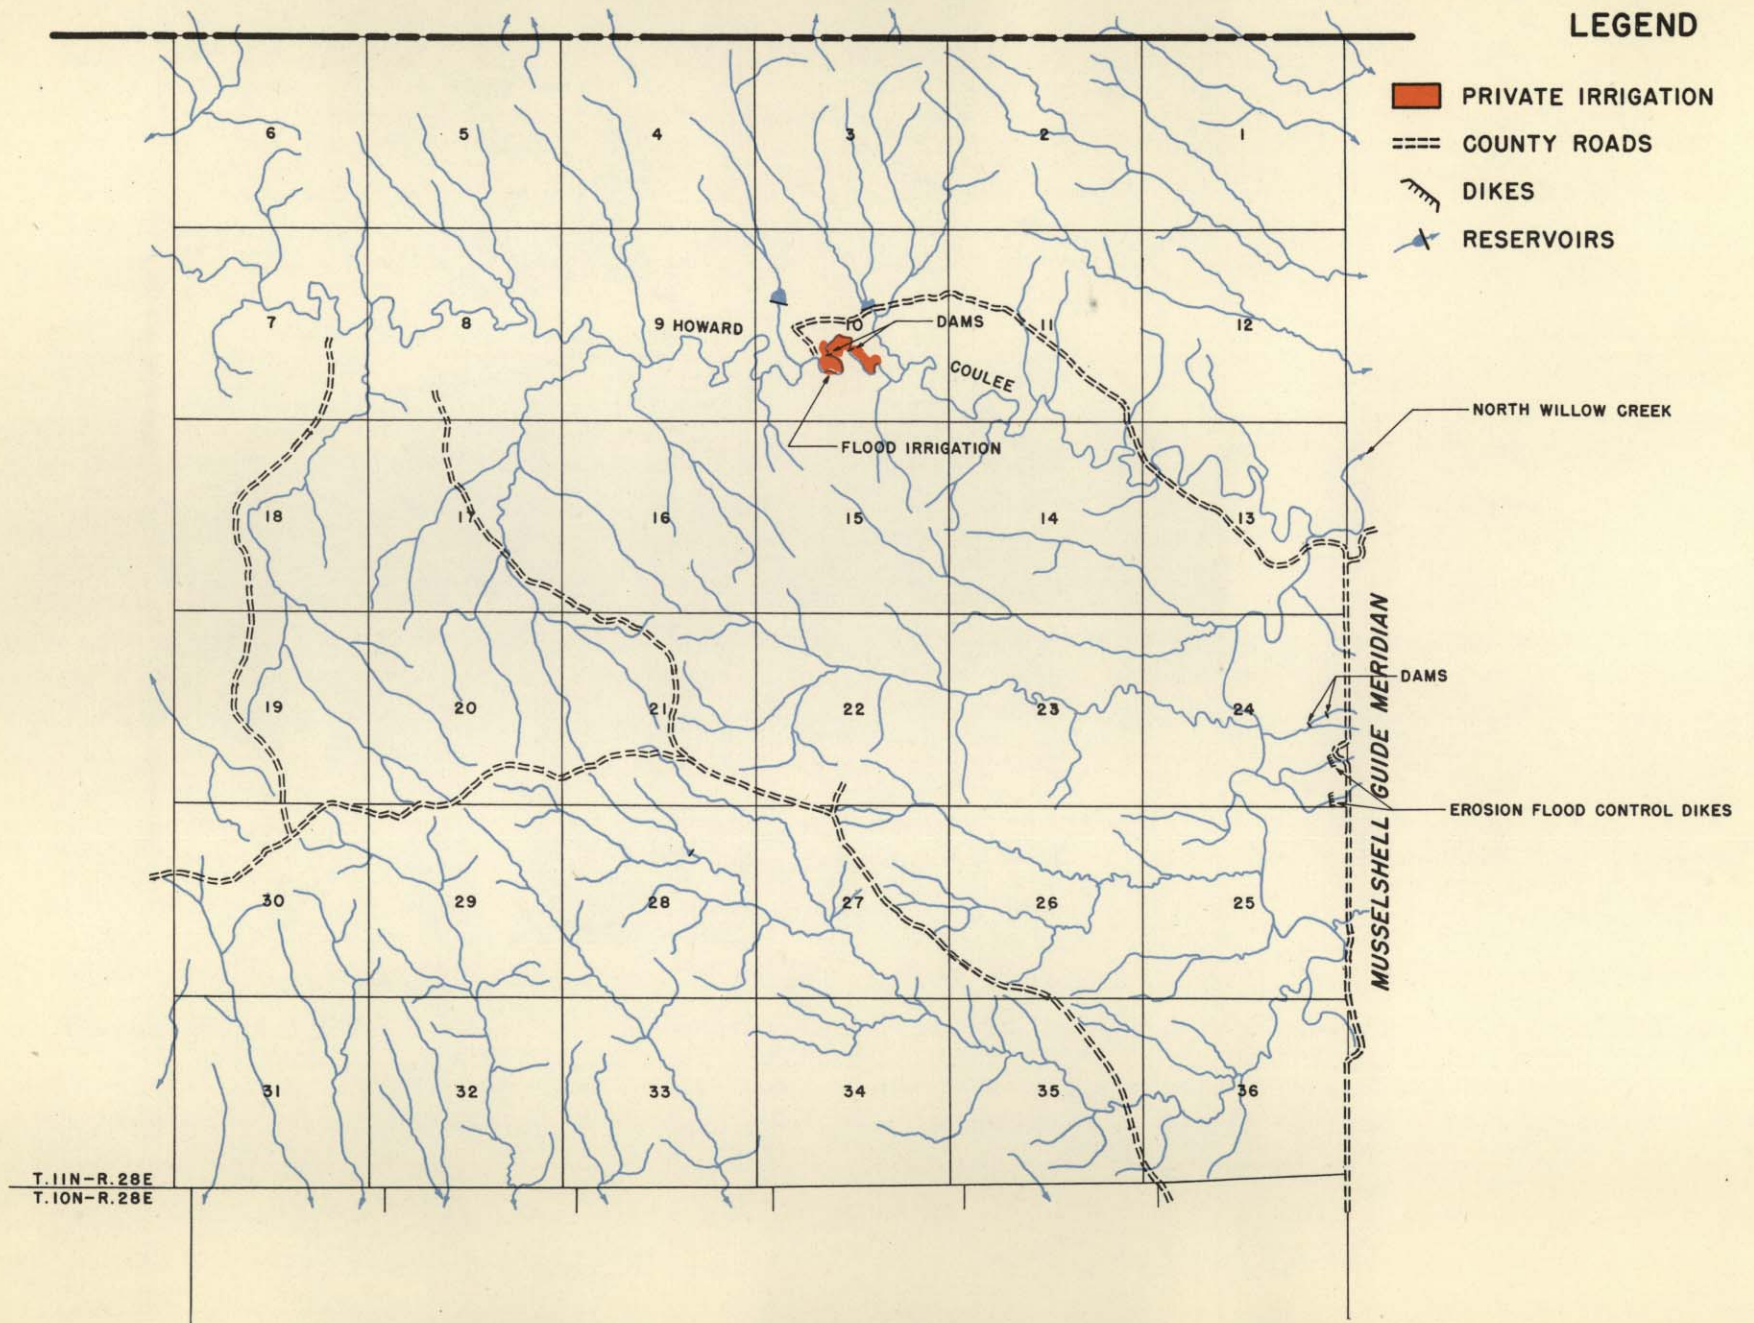 LEGEND
PRIVATE IRRIGATION
COUNTY ROADS
DIKES
RESERVOIRS
6 5 4 3 2 1
7 8 9 HOWARD 10 DAMS 11 12
COULEE
NORTH WILLOW CREEK
FLOOD IRRIGATION
18 17 16 15 14 13
MUSSELSHELL GUIDE MERIDIAN
DAMS
19 20 21 22 23 24
EROSION FLOOD CONTROL DIKES
30 29 28 27 26 25
31 32 33 34 35 36
T.11N-R.28E
T.10N-R.28E